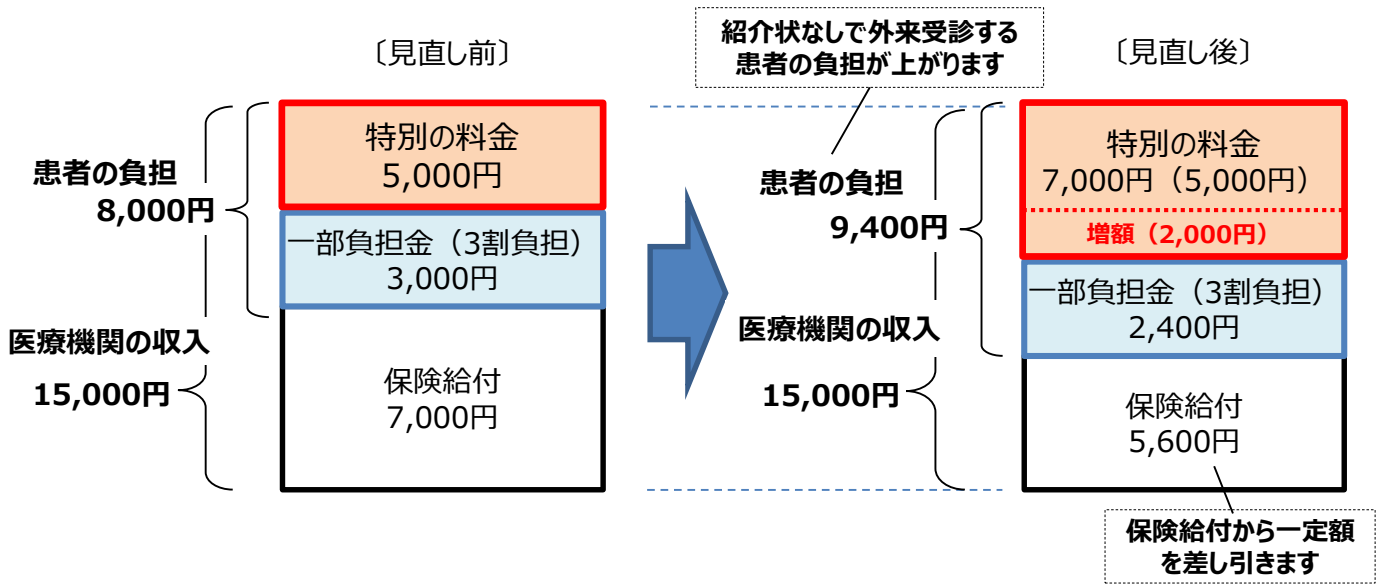 〔見直し前〕
特別の料金
5,000円
患者の負担
8,000円
一部負担金（3割負担）
3,000円
医療機関の収入
15,000円
保険給付
7,000円
紹介状なしで外来受診する
患者の負担が上がります
〔見直し後〕
特別の料金
7,000円（5,000円）
増額（2,000円）
患者の負担
9,400円
一部負担金（3割負担）
2,400円
医療機関の収入
15,000円
保険給付
5,600円
保険給付から一定額
を差し引きます